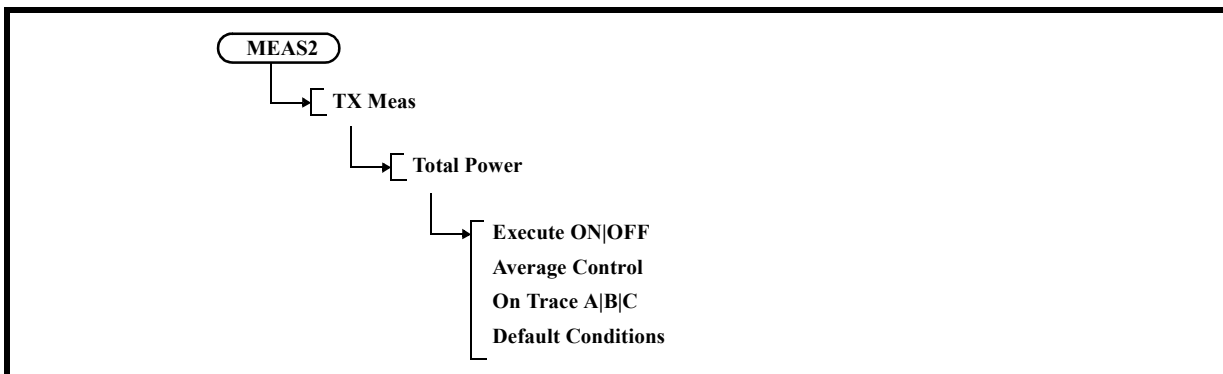 MEAS2
TX Meas
Total Power
Execute ON|OFF
Average Control
On Trace A|B|C
Default Conditions